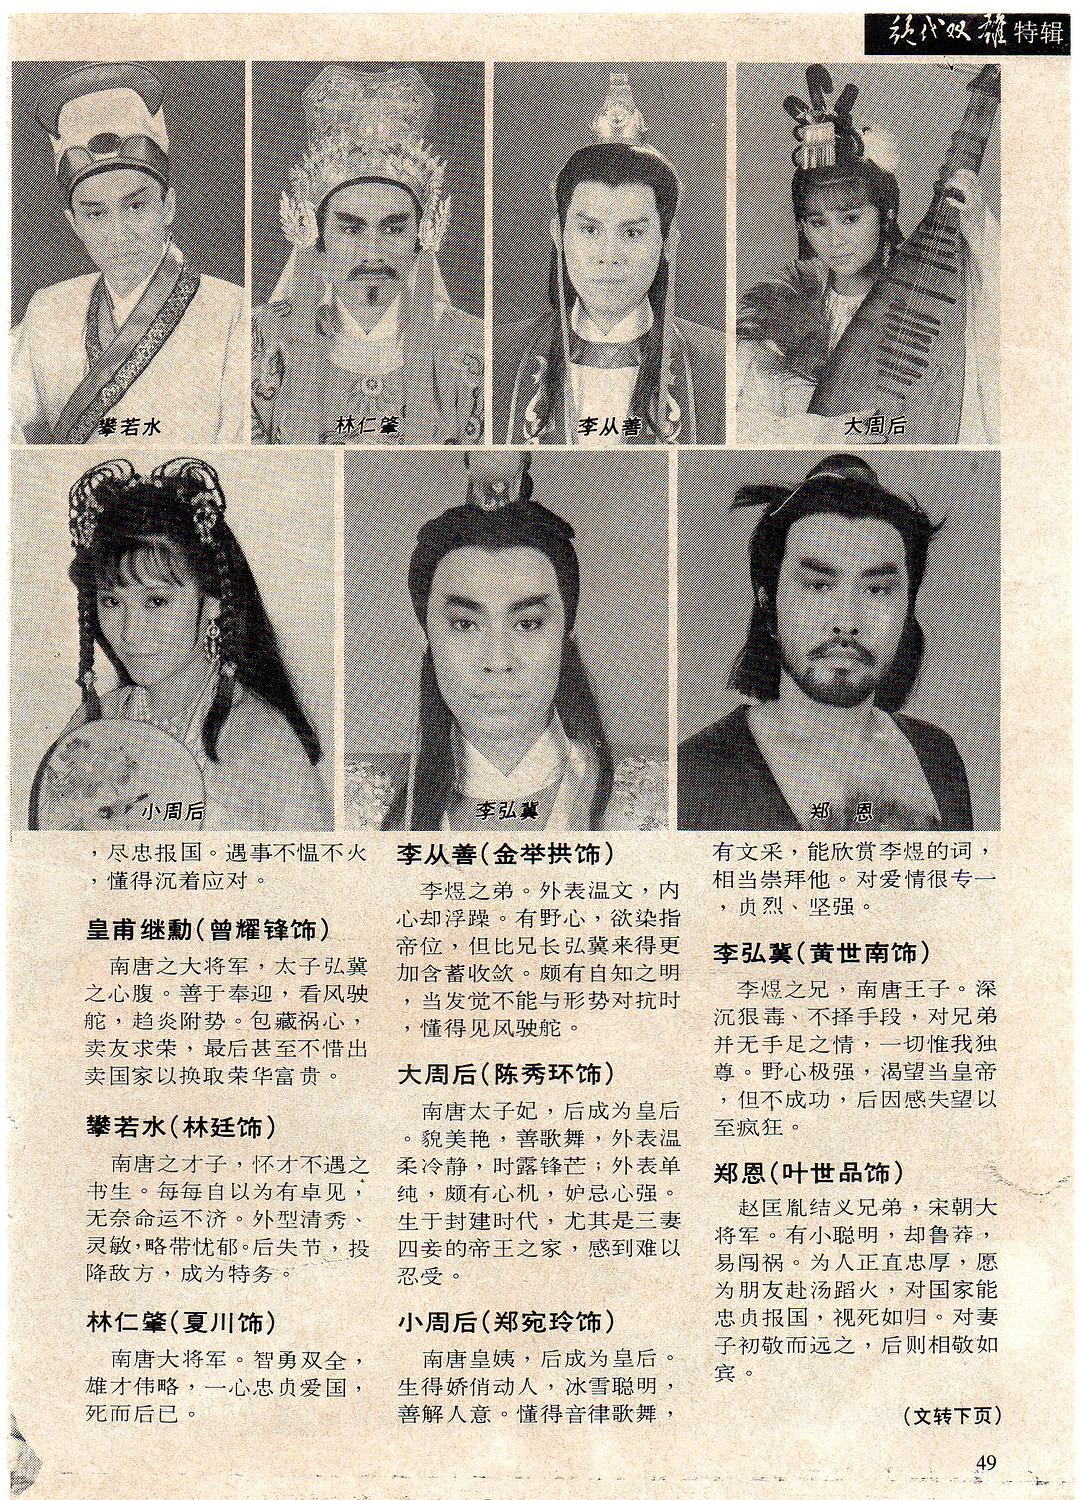 绝代双雄特辑
攀若水
林仁肇
李从善
大周后
小周后
李弘冀
郑 恩
，尽忠报国。遇事不愠不火
，懂得沉着应对。
皇甫继勳(曾耀锋饰)
南唐之大将军，太子弘冀
之心腹。善于奉迎，看风驶
舵，趋炎附势。包藏祸心，
卖友求荣，最后甚至不惜出
卖国家以换取荣华富贵。
攀若水(林廷饰)
南唐之才子，怀才不遇之
书生。每每自以为有卓见，
无奈命运不济。外型清秀、
灵敏，略带忧郁。后失节，投
降敌方，成为特务。
林仁肇(夏川饰)
南唐大将军。智勇双全，
雄才伟略，一心忠贞爱国，
死而后已。
李从善(金举拱饰)
李煜之弟。外表温文，内
心却浮躁。有野心，欲染指
帝位，但比兄长弘冀来得更
加含蓄收敛。颇有自知之明
，当发觉不能与形势对抗时
，懂得见风驶舵。
大周后(陈秀环饰)
南唐太子妃，后成为皇后
。貌美艳，善歌舞，外表温
柔冷静，时露锋芒；外表单
纯，颇有心机，妒忌心强。
生于封建时代，尤其是三妻
四妾的帝王之家，感到难以
忍受。
小周后(郑宛玲饰)
南唐皇姨，后成为皇后。
生得娇俏动人，冰雪聪明，
善解人意。懂得音律歌舞，
有文采，能欣赏李煜的词，
相当崇拜他。对爱情很专一
，贞烈、坚强。
李弘冀(黄世南饰)
李煜之兄，南唐王子。深
沉狠毒、不择手段，对兄弟
并无手足之情，一切惟我独
尊。野心极强，渴望当皇帝
，但不成功，后因感失望以
至疯狂。
郑恩(叶世品饰)
赵匡胤结义兄弟，宋朝大
将军。有小聪明，却鲁莽，
易闯祸。为人正直忠厚，愿
为朋友赴汤蹈火，对国家能
忠贞报国，视死如归。对妻
子初敬而远之，后则相敬如
宾。
(文转下页)
49